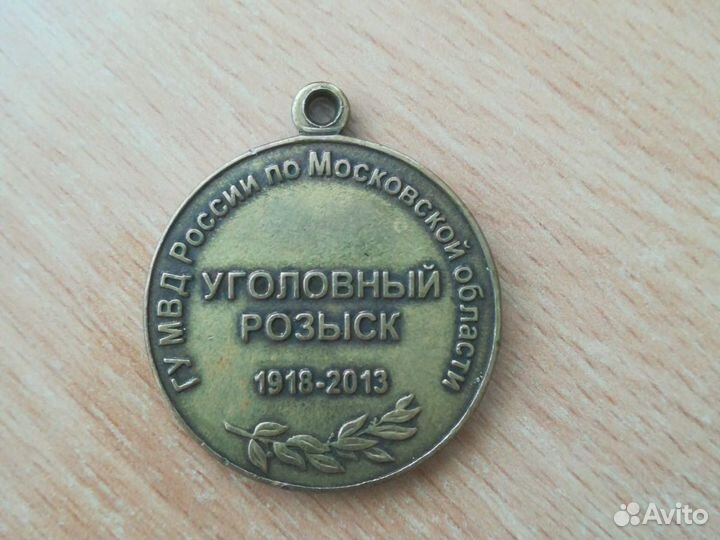 ГУ МВД России по Московской области
УГОЛОВНЫЙ
РОЗЫСК
1918-2013
Avito